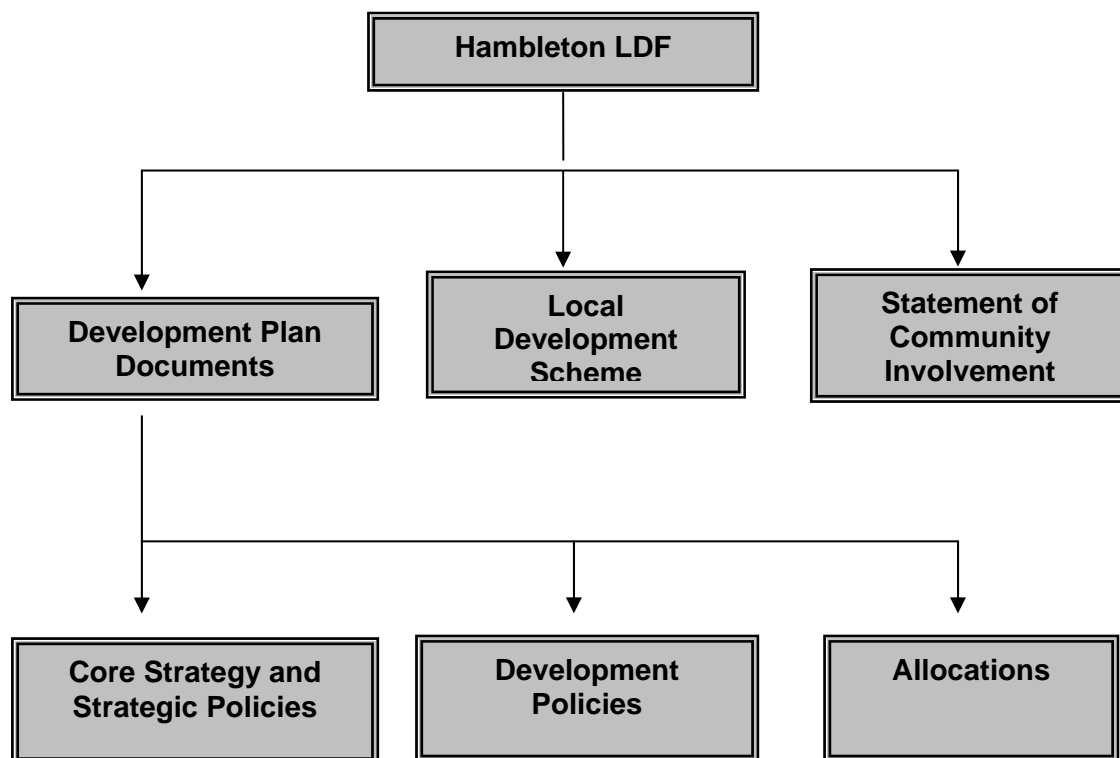 Hambleton LDF
Development Plan
Documents
Local
Development
Scheme
Statement of
Community
Involvement
Core Strategy and
Strategic Policies
Development
Policies
Allocations